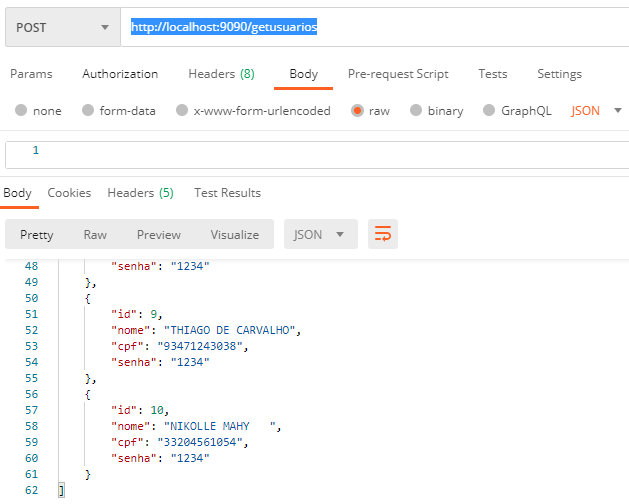 POST http://localhost:9090/getusuarios
Params Authorization Headers (8) Body Pre-request Script Tests Settings
none form-data x-www-form-urlencoded raw binary GraphQL JSON
1
Body Cookies Headers (5) Test Results
Pretty Raw Preview Visualize JSON
48 "senha": "1234"
49 },
50 {
51 "id": 9,
52 "nome": "THIAGO DE CARVALHO",
53 "cpf": "93471243038",
54 "senha": "1234"
55 },
56 {
57 "id": 10,
58 "nome": "NIKOLLE MAHY   ",
59 "cpf": "33204561054",
60 "senha": "1234"
61 }
62 ]